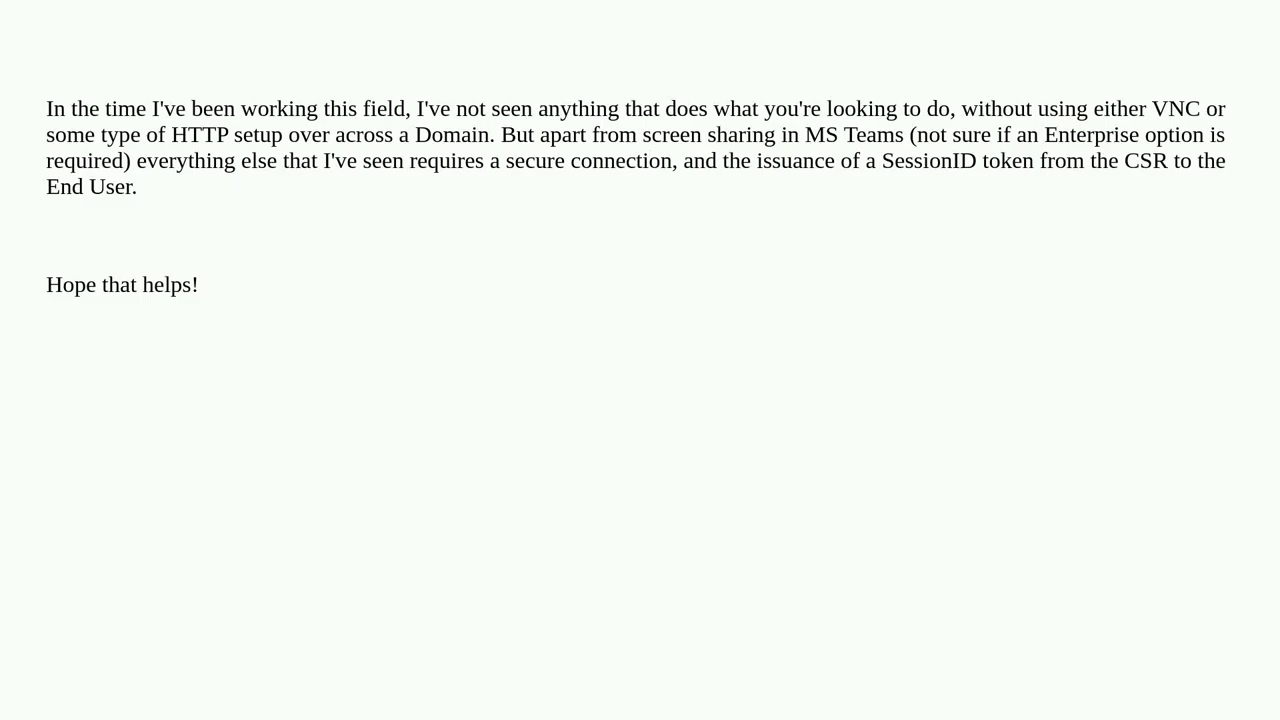 In the time I've been working this field, I've not seen anything that does what you're looking to do, without using either VNC or
some type of HTTP setup over across a Domain. But apart from screen sharing in MS Teams (not sure if an Enterprise option is
required) everything else that I've seen requires a secure connection, and the issuance of a SessionID token from the CSR to the
End User.
Hope that helps!